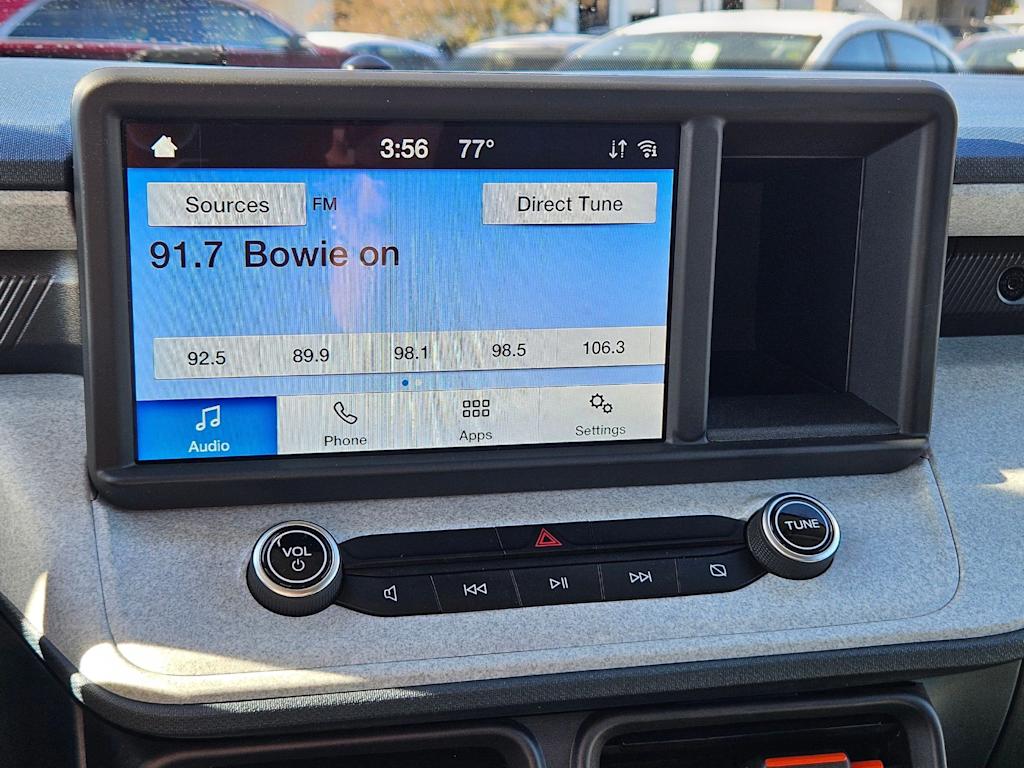 3:56 77°
Sources FM Direct Tune
91.7 Bowie on
92.5 89.9 98.1 98.5 106.3
Audio Phone Apps Settings
VOL TUNE